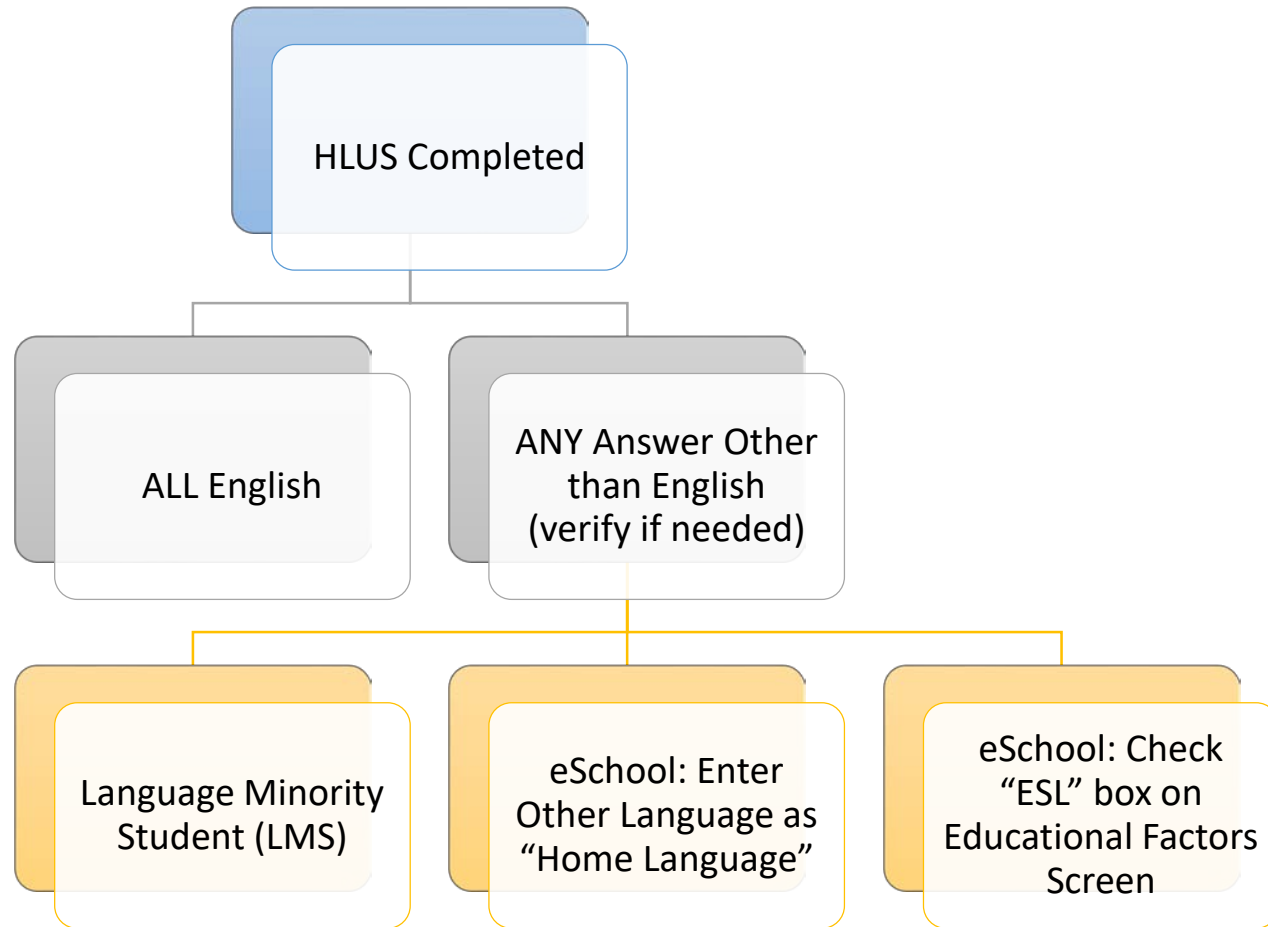 HLUS Completed
ALL English
ANY Answer Other
than English
(verify if needed)
Language Minority
Student (LMS)
eSchool: Enter
Other Language as
“Home Language”
eSchool: Check
“ESL” box on
Educational Factors
Screen